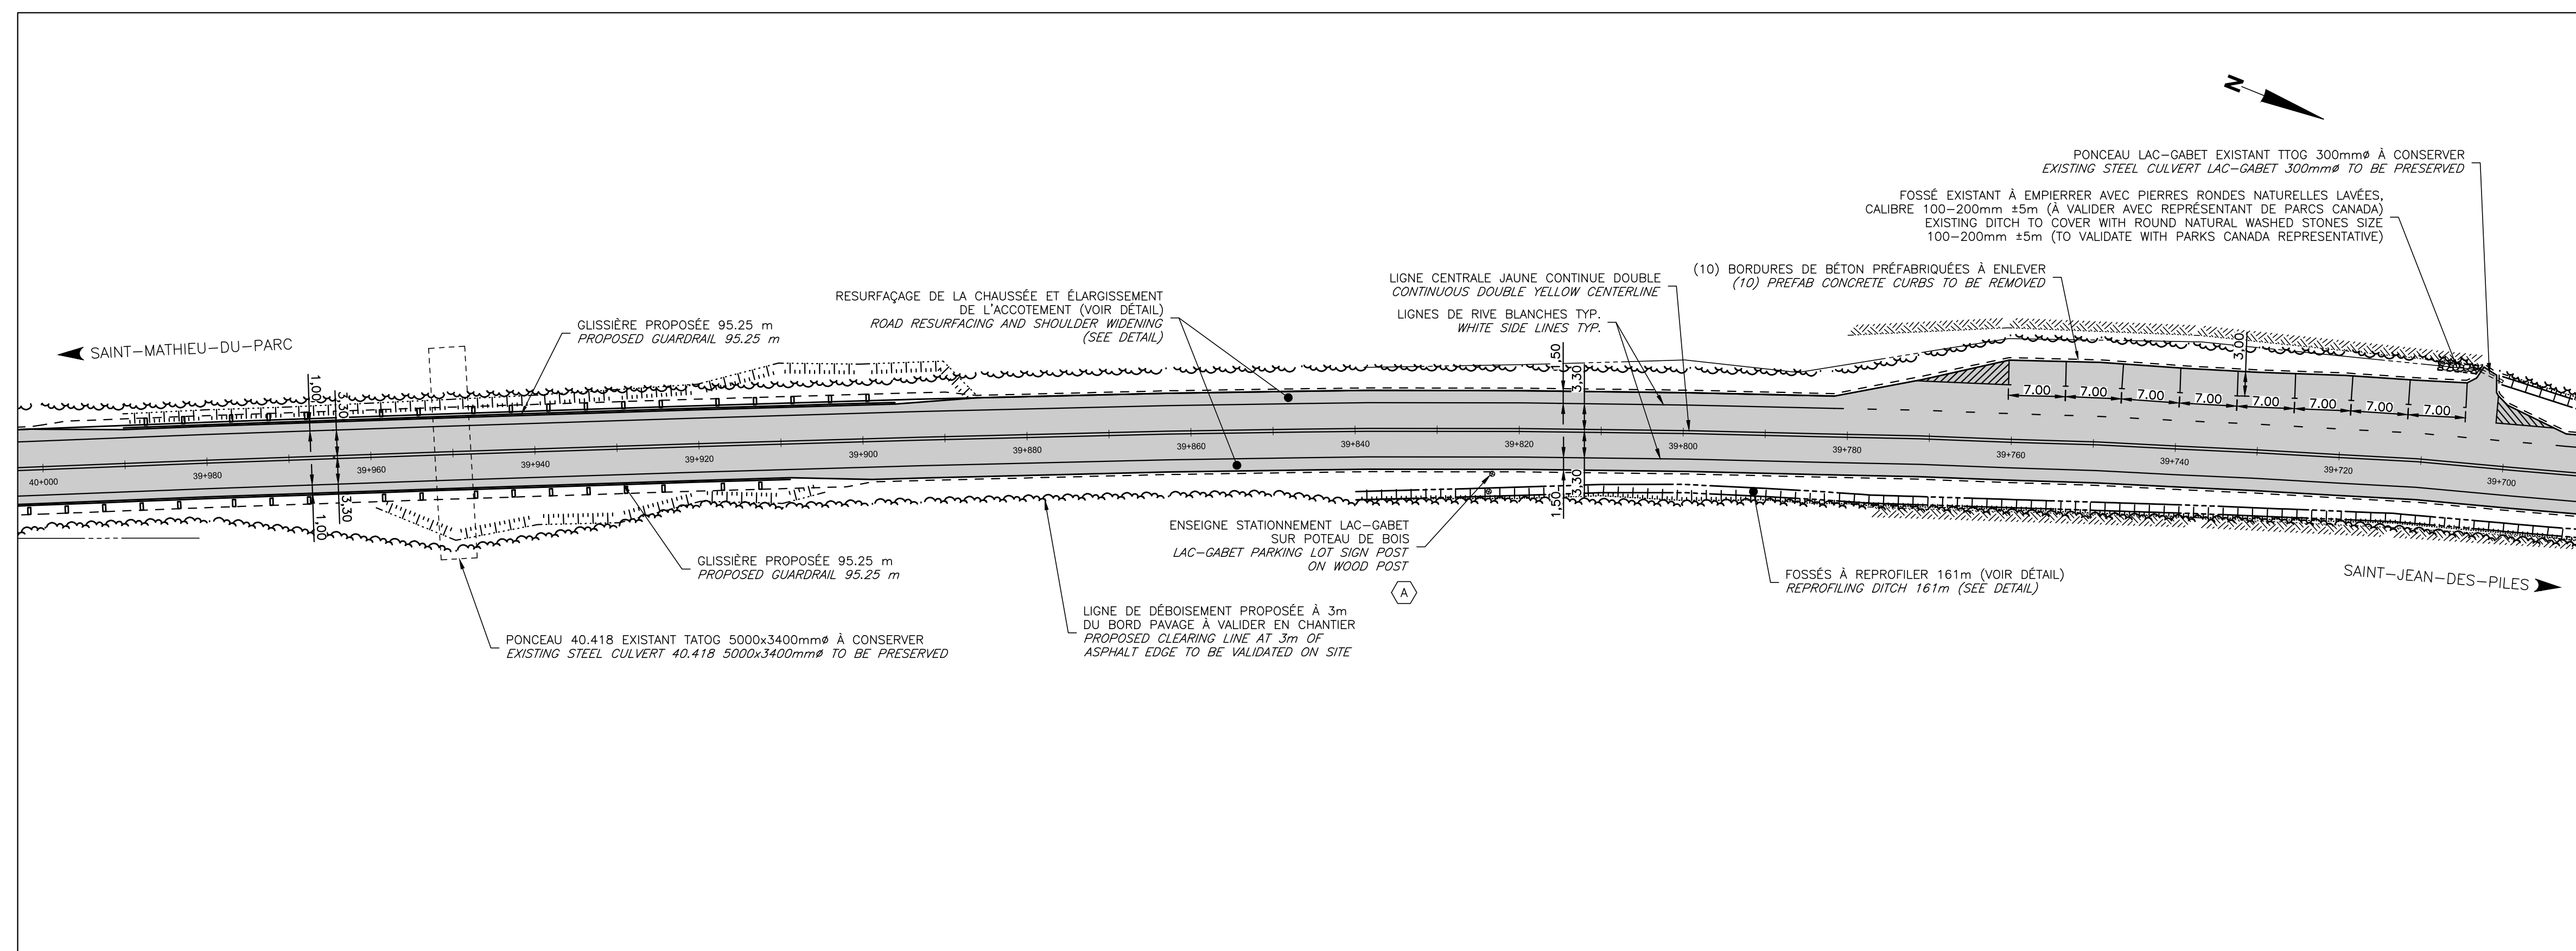 N
PONCEAU LAC-GABET EXISTANT TTOG 300mmø À CONSERVER
EXISTING STEEL CULVERT LAC-GABET 300mmø TO BE PRESERVED
FOSSÉ EXISTANT À EMPIERRER AVEC PIERRES RONDES NATURELLES LAVÉES,
CALIBRE 100-200mm ±5m (À VALIDER AVEC REPRÉSENTANT DE PARCS CANADA)
EXISTING DITCH TO COVER WITH ROUND NATURAL WASHED STONES SIZE
100-200mm ±5m (TO VALIDATE WITH PARKS CANADA REPRESENTATIVE)
(10) BORDURES DE BÉTON PRÉFABRIQUÉES À ENLEVER
(10) PREFAB CONCRETE CURBS TO BE REMOVED
LIGNE CENTRALE JAUNE CONTINUE DOUBLE
CONTINUOUS DOUBLE YELLOW CENTERLINE
LIGNES DE RIVE BLANCHES TYP.
WHITE SIDE LINES TYP.
RESURFAÇAGE DE LA CHAUSSÉE ET ÉLARGISSEMENT
DE L'ACCOTEMENT (VOIR DÉTAIL)
ROAD RESURFACING AND SHOULDER WIDENING
(SEE DETAIL)
GLISSIÈRE PROPOSÉE 95.25 m
PROPOSED GUARDRAIL 95.25 m
SAINT-MATHIEU-DU-PARC
1,00
3,30
1,50
3,30
3,00
7.00
7.00
7.00
7.00
7.00
7.00
7.00
7.00
40+000
39+980
39+960
39+940
39+920
39+900
39+880
39+860
39+840
39+820
39+800
39+780
39+760
39+740
39+720
39+700
3,30
1,00
3,30
1,50
ENSEIGNE STATIONNEMENT LAC-GABET
SUR POTEAU DE BOIS
LAC-GABET PARKING LOT SIGN POST
ON WOOD POST
A
GLISSIÈRE PROPOSÉE 95.25 m
PROPOSED GUARDRAIL 95.25 m
FOSSÉS À REPROFILER 161m (VOIR DÉTAIL)
REPROFILING DITCH 161m (SEE DETAIL)
SAINT-JEAN-DES-PILES
LIGNE DE DÉBOISEMENT PROPOSÉE À 3m
DU BORD PAVAGE À VALIDER EN CHANTIER
PROPOSED CLEARING LINE AT 3m OF
ASPHALT EDGE TO BE VALIDATED ON SITE
PONCEAU 40.418 EXISTANT TATOG 5000x3400mmø À CONSERVER
EXISTING STEEL CULVERT 40.418 5000x3400mmø TO BE PRESERVED